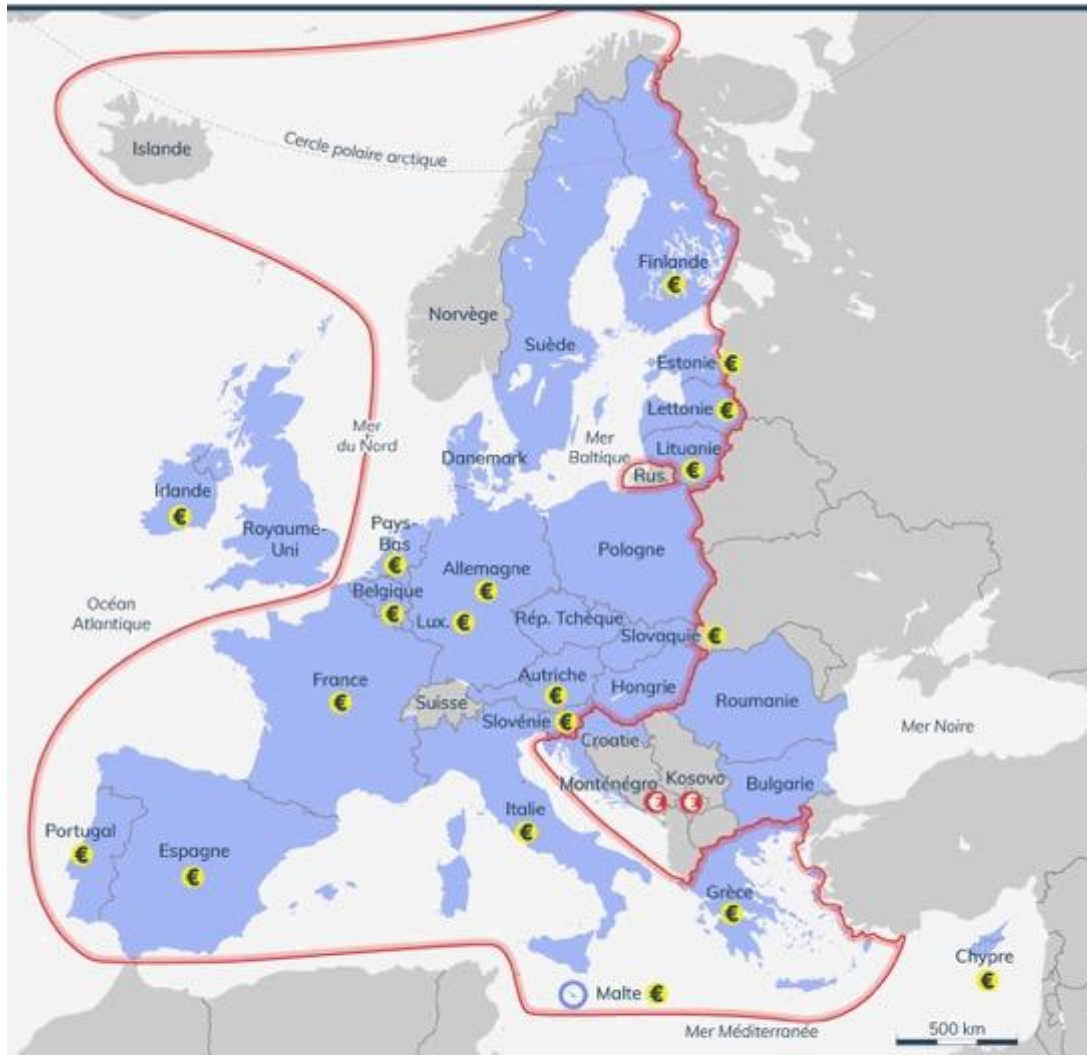 Islande
Cercle polaire arctique
Finlande
€
Norvège
Suède
Estonie €
Lettonie €
Mer
du Nord
Mer
Baltique
Lituanie
€
Danemark
Rus.
Irlande
€
Royaume-
Uni
Pays-
Bas
€
Allemagne
€
Pologne
Belgique
€
Océan
Atlantique
Lux. €
Rép. Tchèque
Slovaquie €
France
€
Suisse
Autriche
€
Hongrie
Roumanie
Slovénie €
Mer Noire
Croatie
Monténégro
€
Kosovo
€
Bulgarie
Italie
€
Portugal
€
Espagne
€
Grèce
€
Chypre
€
Malte €
Mer Méditerranée
500 km